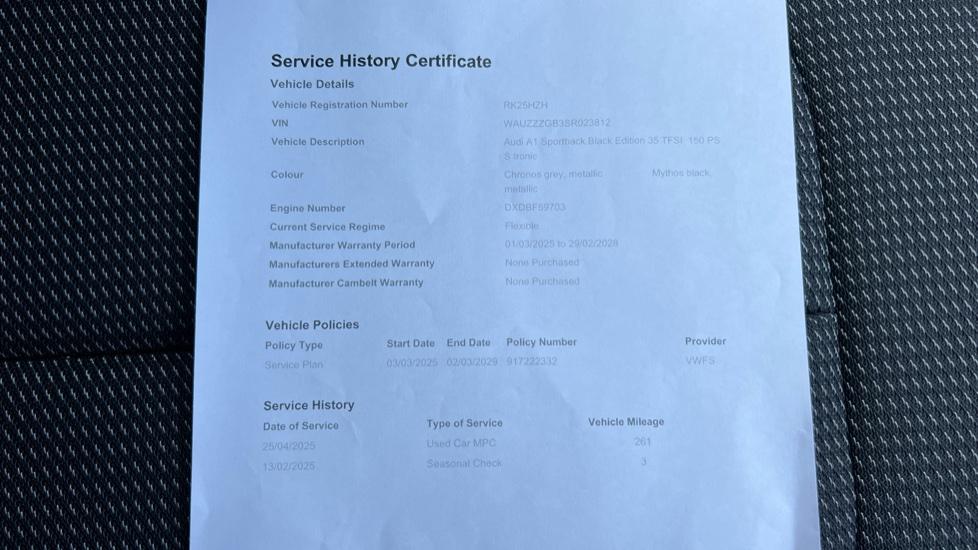 Service History Certificate
Vehicle Details
Vehicle Registration Number RK25HZH
VIN WAUZZZGB3SR023812
Vehicle Description Audi A1 Sportback Black Edition 35 TFSI 150 PS
S tronic
Colour Chronos grey, metallic Mythos black,
metallic
Engine Number DXDBF59703
Current Service Regime Flexible
Manufacturer Warranty Period 01/03/2025 to 29/02/2028
Manufacturers Extended Warranty None Purchased
Manufacturer Cambelt Warranty None Purchased
Vehicle Policies
Policy Type Start Date End Date Policy Number Provider
Service Plan 03/03/2025 02/03/2029 917222332 VWFS
Service History
Date of Service Type of Service Vehicle Mileage
25/04/2025 Used Car MPC 261
13/02/2025 Seasonal Check 3